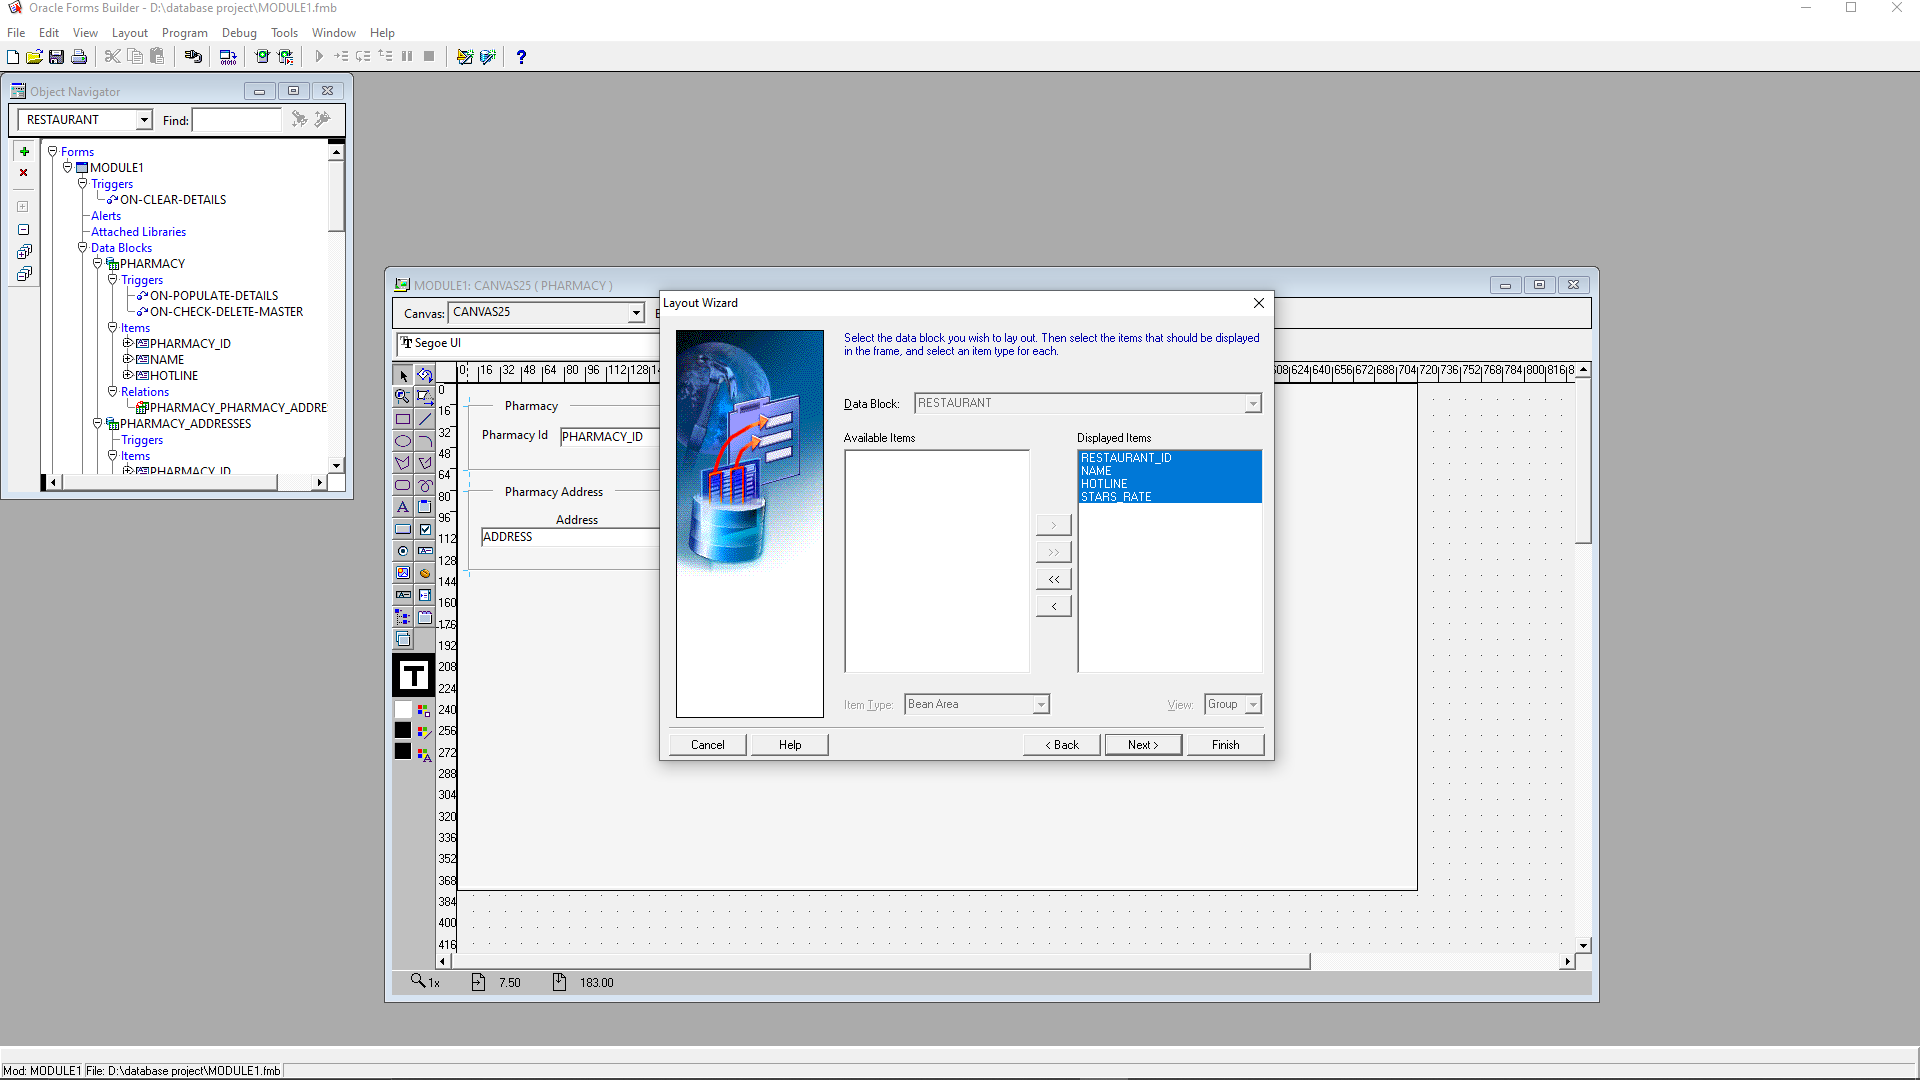 Oracle Forms Builder - D:\database project\MODULE1.fmb
File Edit View Layout Program Debug Tools Window Help
Object Navigator
RESTAURANT Find:
Forms
MODULE1
Triggers
ON-CLEAR-DETAILS
Alerts
Attached Libraries
Data Blocks
PHARMACY
Triggers
ON-POPULATE-DETAILS
ON-CHECK-DELETE-MASTER
Items
PHARMACY_ID
NAME
HOTLINE
Relations
PHARMACY_PHARMACY_ADDRE
PHARMACY_ADDRESSES
Triggers
Items
PHARMACY_ID
MODULE1: CANVAS25 ( PHARMACY )
Canvas: CANVAS25
Segoe UI
0 16 32 48 64 80 96 112 128
624 640 656 672 688 704 720 736 752 768 784 800 816
0
16
32
48
64
80
96
112
128
144
160
176
192
208
224
240
256
272
288
304
320
336
352
368
384
400
416
Pharmacy
Pharmacy Id PHARMACY_ID
Pharmacy Address
Address
ADDRESS
1x 7.50 183.00
Layout Wizard
Select the data block you wish to lay out. Then select the items that should be displayed
in the frame, and select an item type for each.
Data Block: RESTAURANT
Available Items Displayed Items
RESTAURANT_ID
NAME
HOTLINE
STARS_RATE
>
>>
<<
<
Item Type: Bean Area View: Group
Cancel Help < Back Next > Finish
Mod: MODULE1 File: D:\database project\MODULE1.fmb